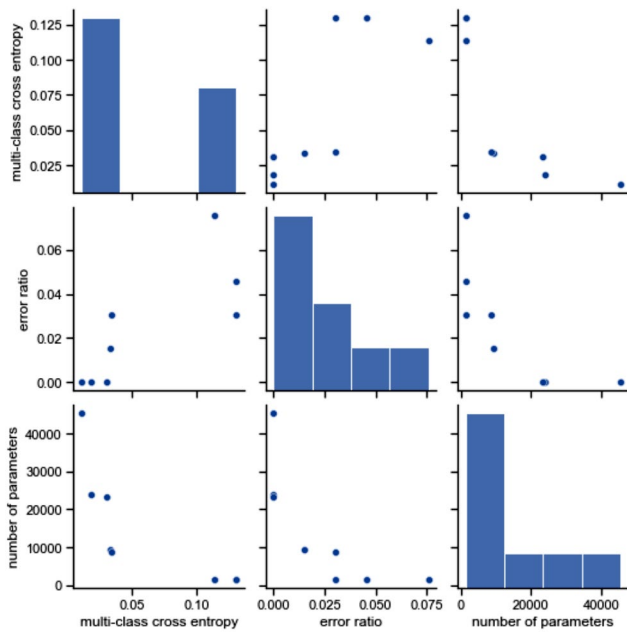 multi-class cross entropy
0.125
0.100
0.075
0.050
0.025
error ratio
0.06
0.04
0.02
0.00
number of parameters
40000
30000
20000
10000
0
0.05 0.10
multi-class cross entropy
0.000 0.025 0.050 0.075
error ratio
0 20000 40000
number of parameters